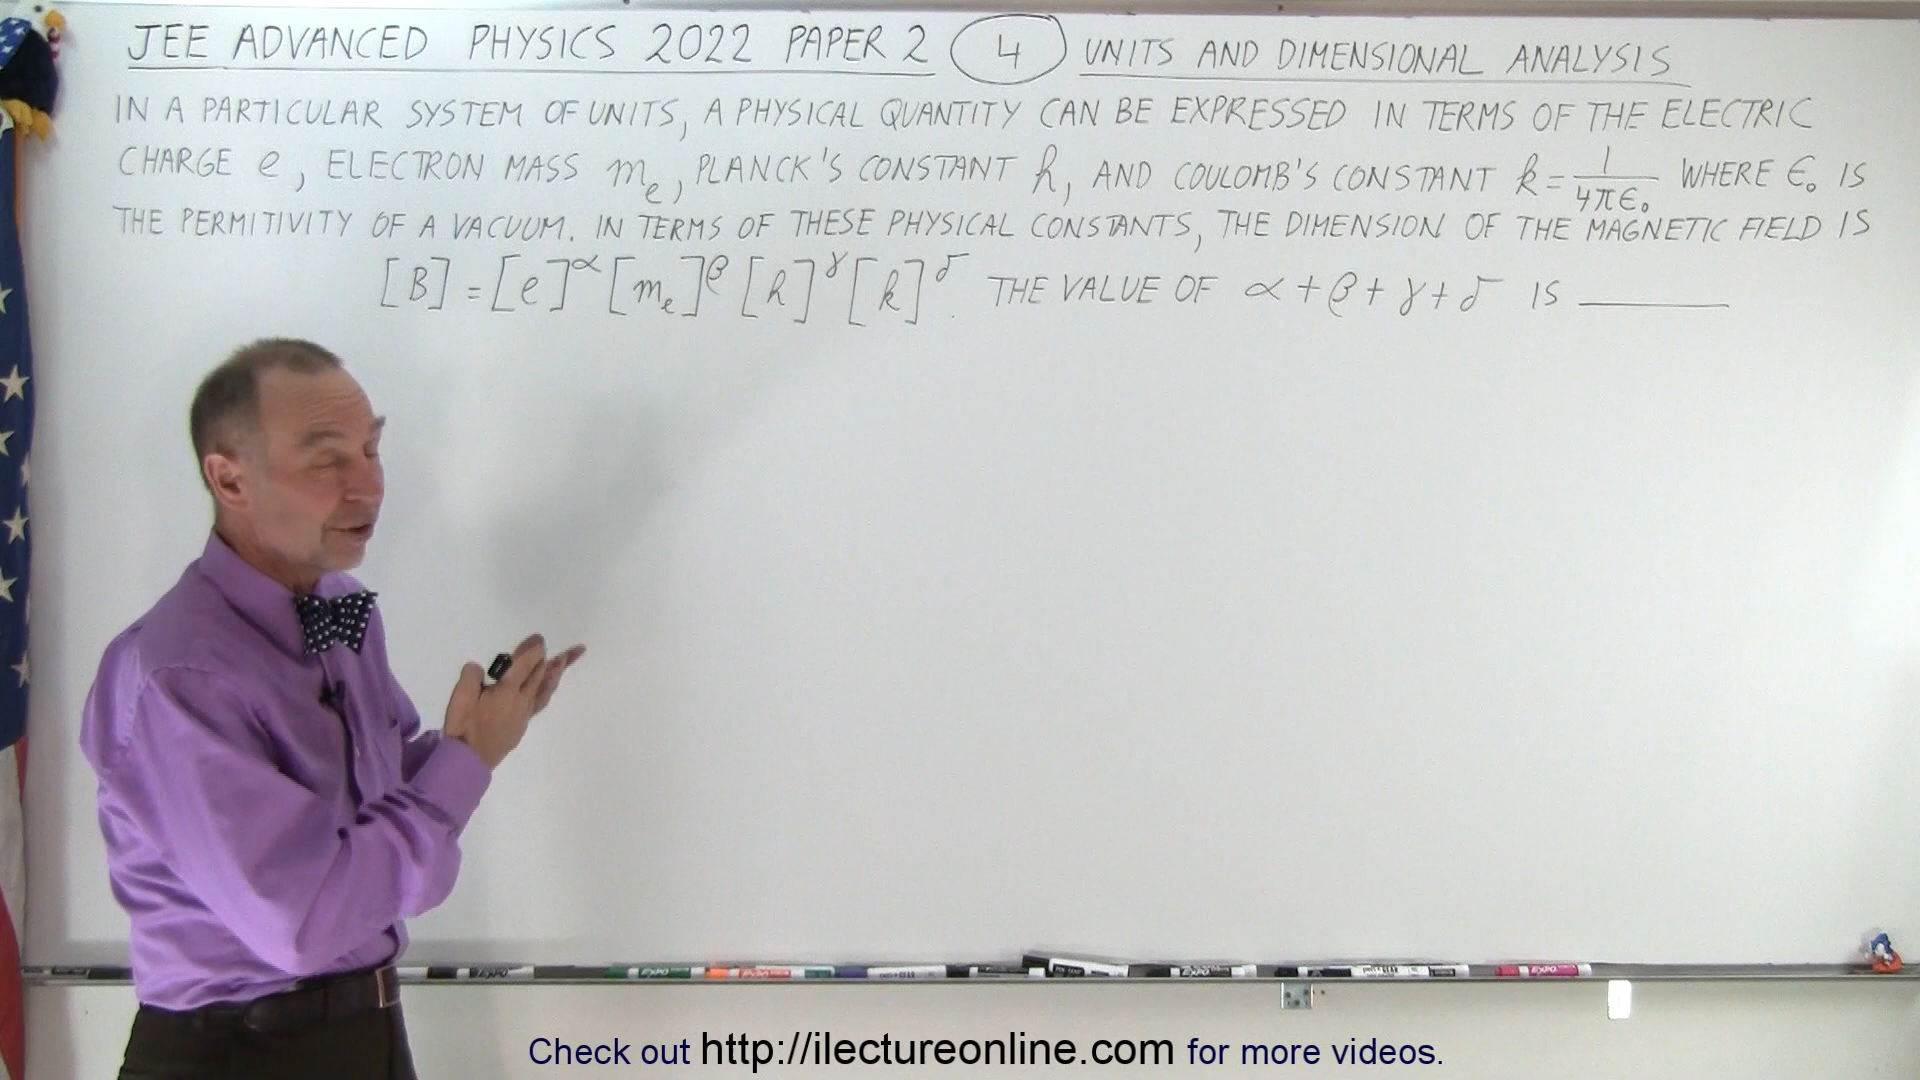 JEE ADVANCED PHYSICS 2022 PAPER 2 4 UNITS AND DIMENSIONAL ANALYSIS
IN A PARTICULAR SYSTEM OF UNITS, A PHYSICAL QUANTITY CAN BE EXPRESSED IN TERMS OF THE ELECTRIC
CHARGE e, ELECTRON MASS mₑ, PLANCK'S CONSTANT h, AND COULOMB'S CONSTANT k = 1/4πϵ₀ WHERE ϵ₀ IS
THE PERMITIVITY OF A VACUUM. IN TERMS OF THESE PHYSICAL CONSTANTS, THE DIMENSION OF THE MAGNETIC FIELD IS
[B] = [e]^α [mₑ]^β [h]^γ [k]^δ. THE VALUE OF α + β + γ + δ IS ______
Check out http://ilectureonline.com for more videos.